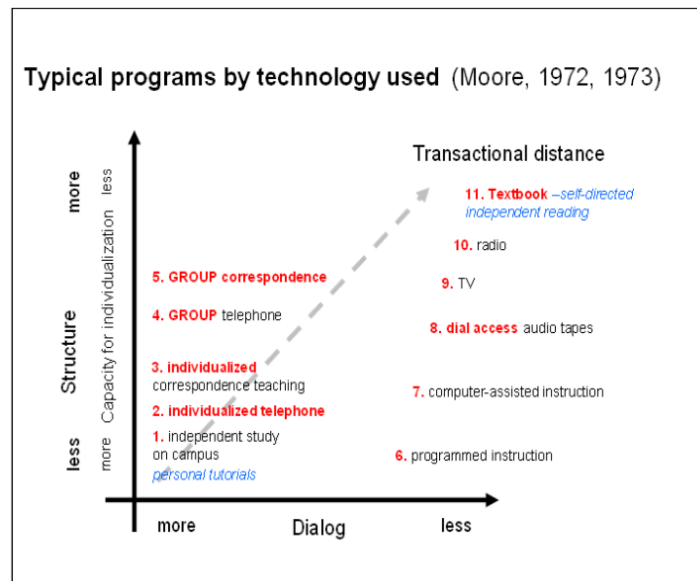 Typical programs by technology used (Moore, 1972, 1973)
Transactional distance
11. Textbook –self-directed
independent reading
10. radio
9. TV
8. dial access audio tapes
7. computer-assisted instruction
6. programmed instruction
5. GROUP correspondence
4. GROUP telephone
3. individualized
correspondence teaching
2. individualized telephone
1. independent study
on campus
personal tutorials
more
Structure
less
less
Capacity for individualization
more
more
Dialog
less